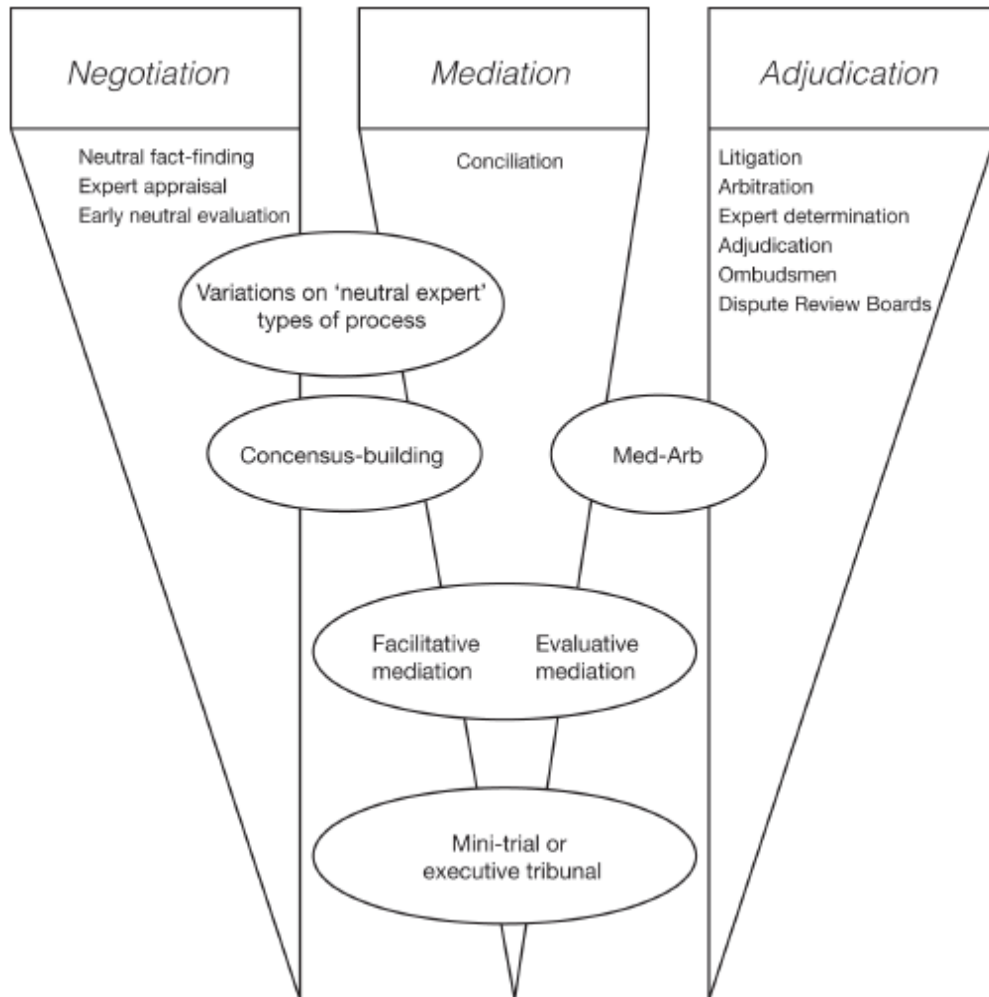 Negotiation
Mediation
Adjudication
Neutral fact-finding
Expert appraisal
Early neutral evaluation
Conciliation
Litigation
Arbitration
Expert determination
Adjudication
Ombudsmen
Dispute Review Boards
Variations on ‘neutral expert’
types of process
Concensus-building
Med-Arb
Facilitative
mediation
Evaluative
mediation
Mini-trial or
executive tribunal